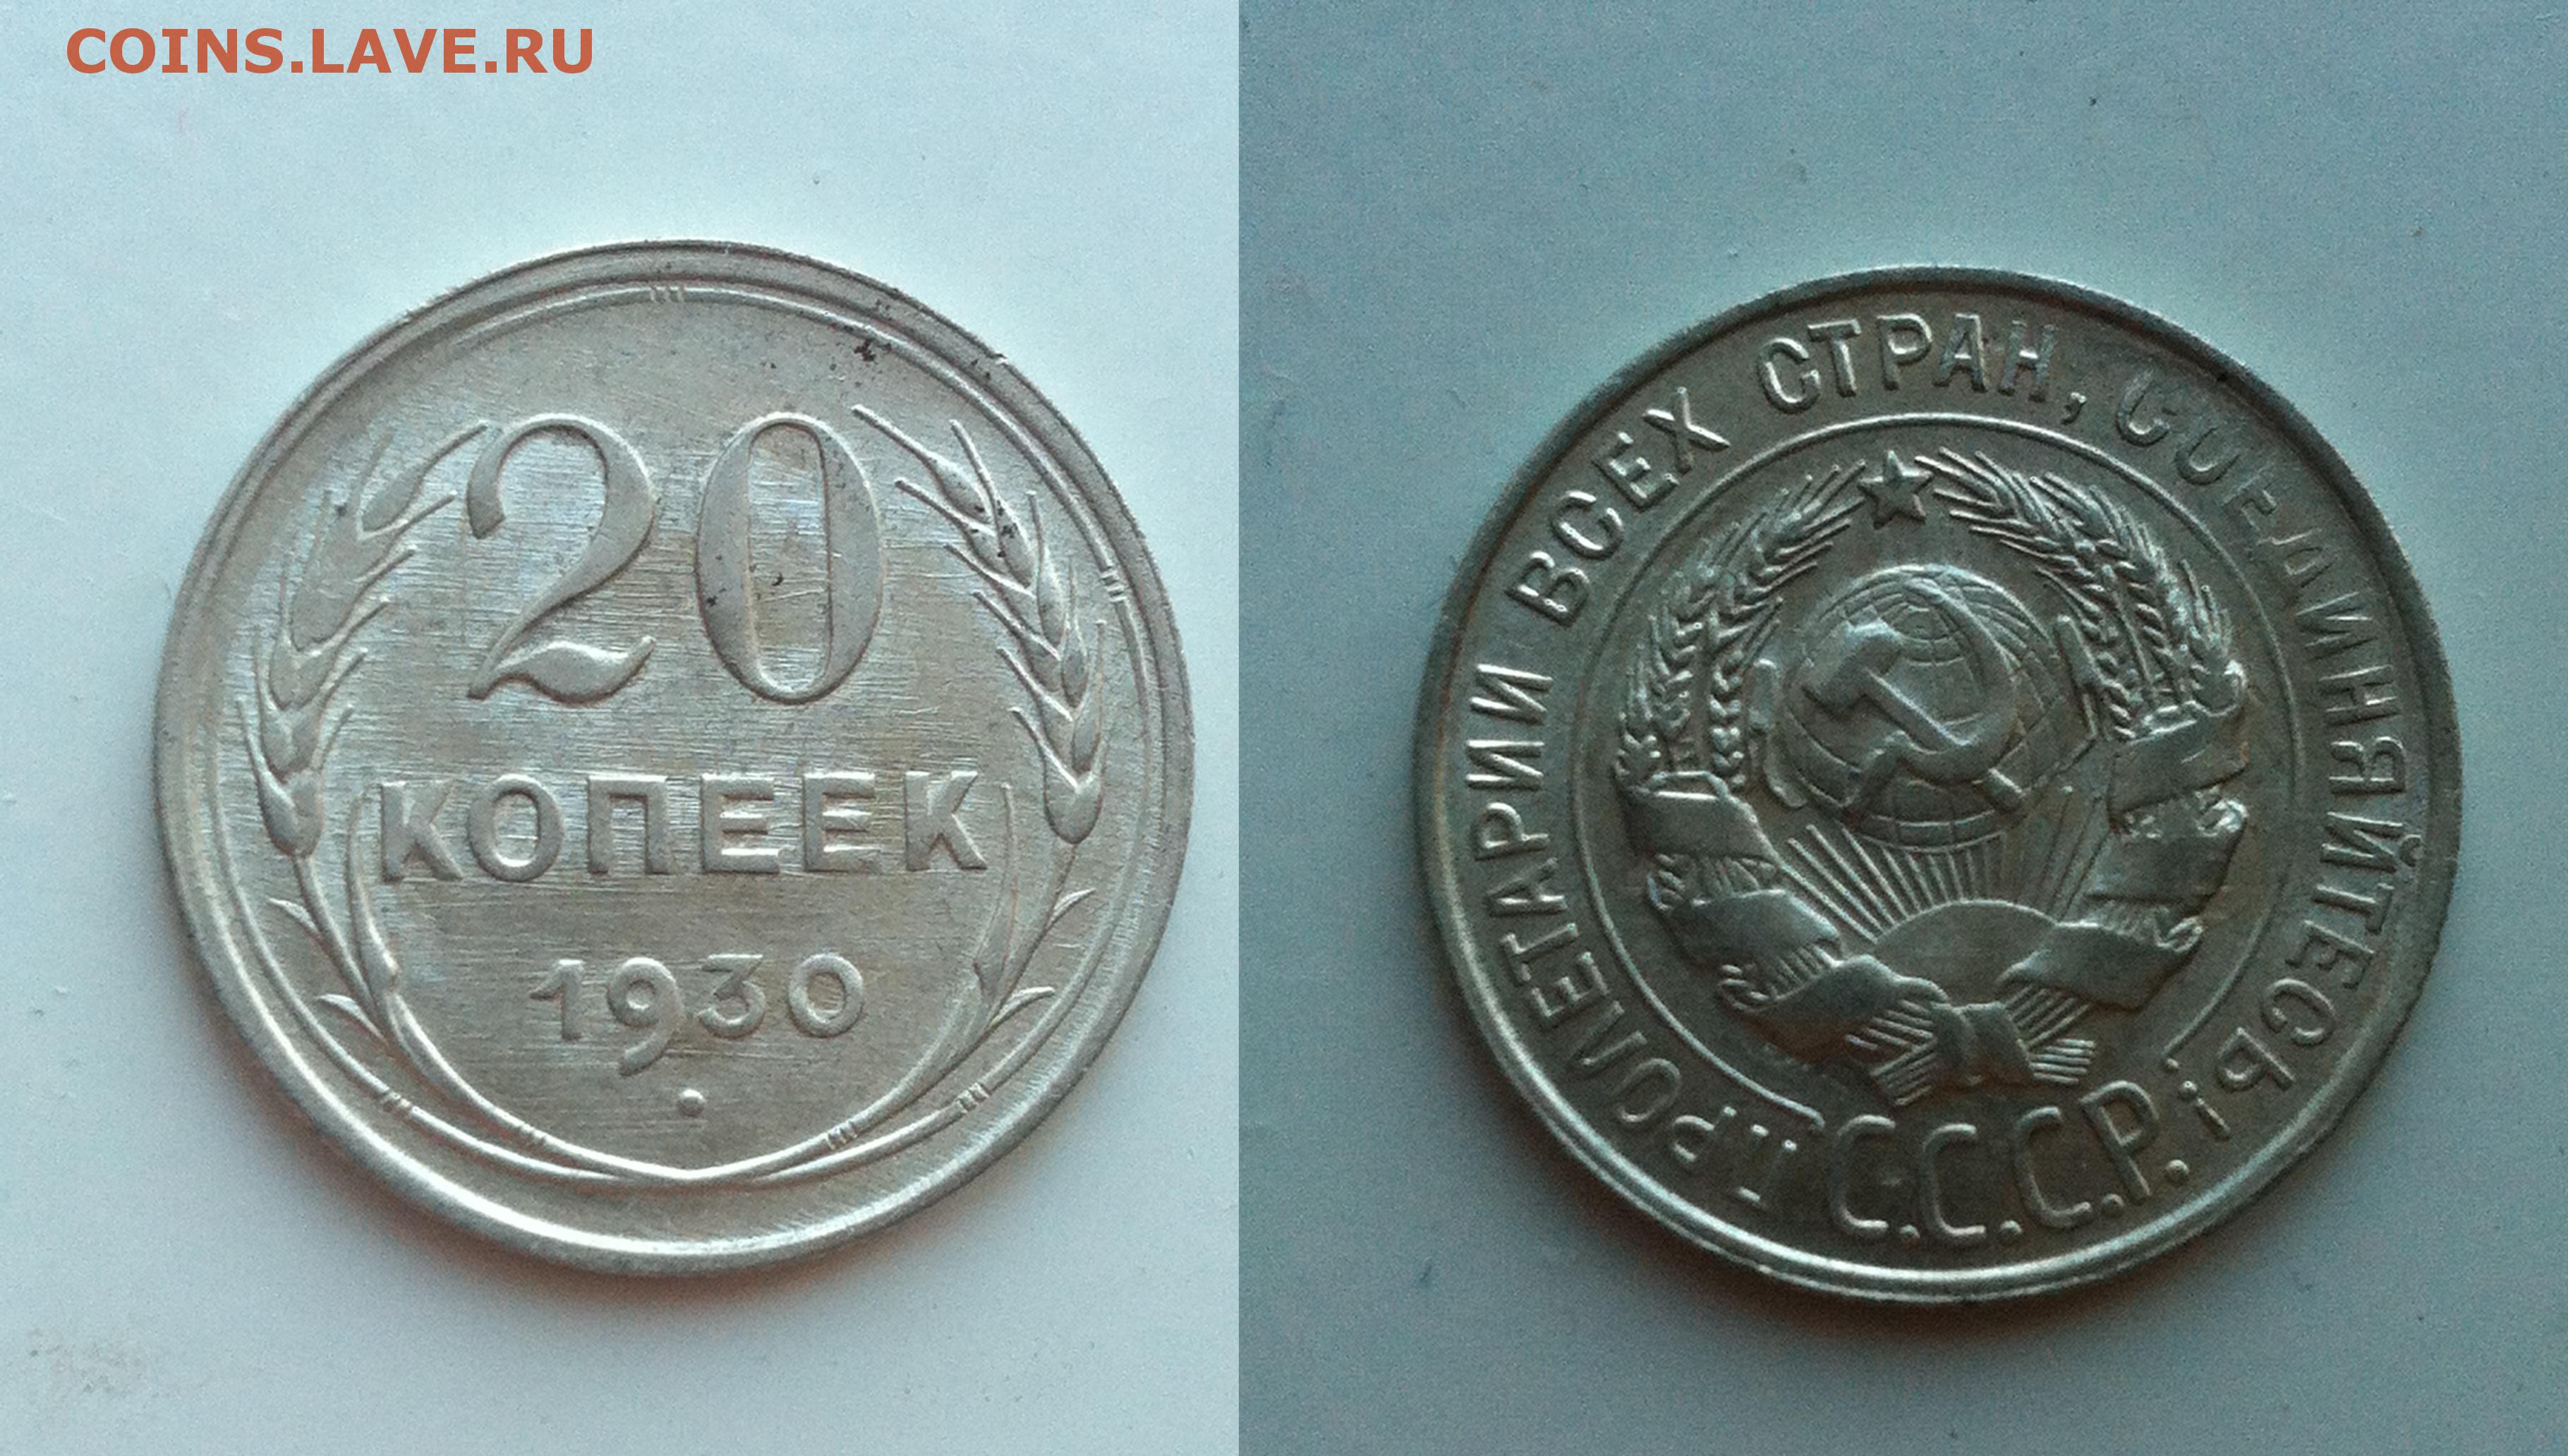 COINS.LAVE.RU
20
КОПЕЕК
1930
ПРОЛЕТАРИИ ВСЕХ СТРАН, СОЕДИНЯЙТЕСЬ!
С.С.С.Р.